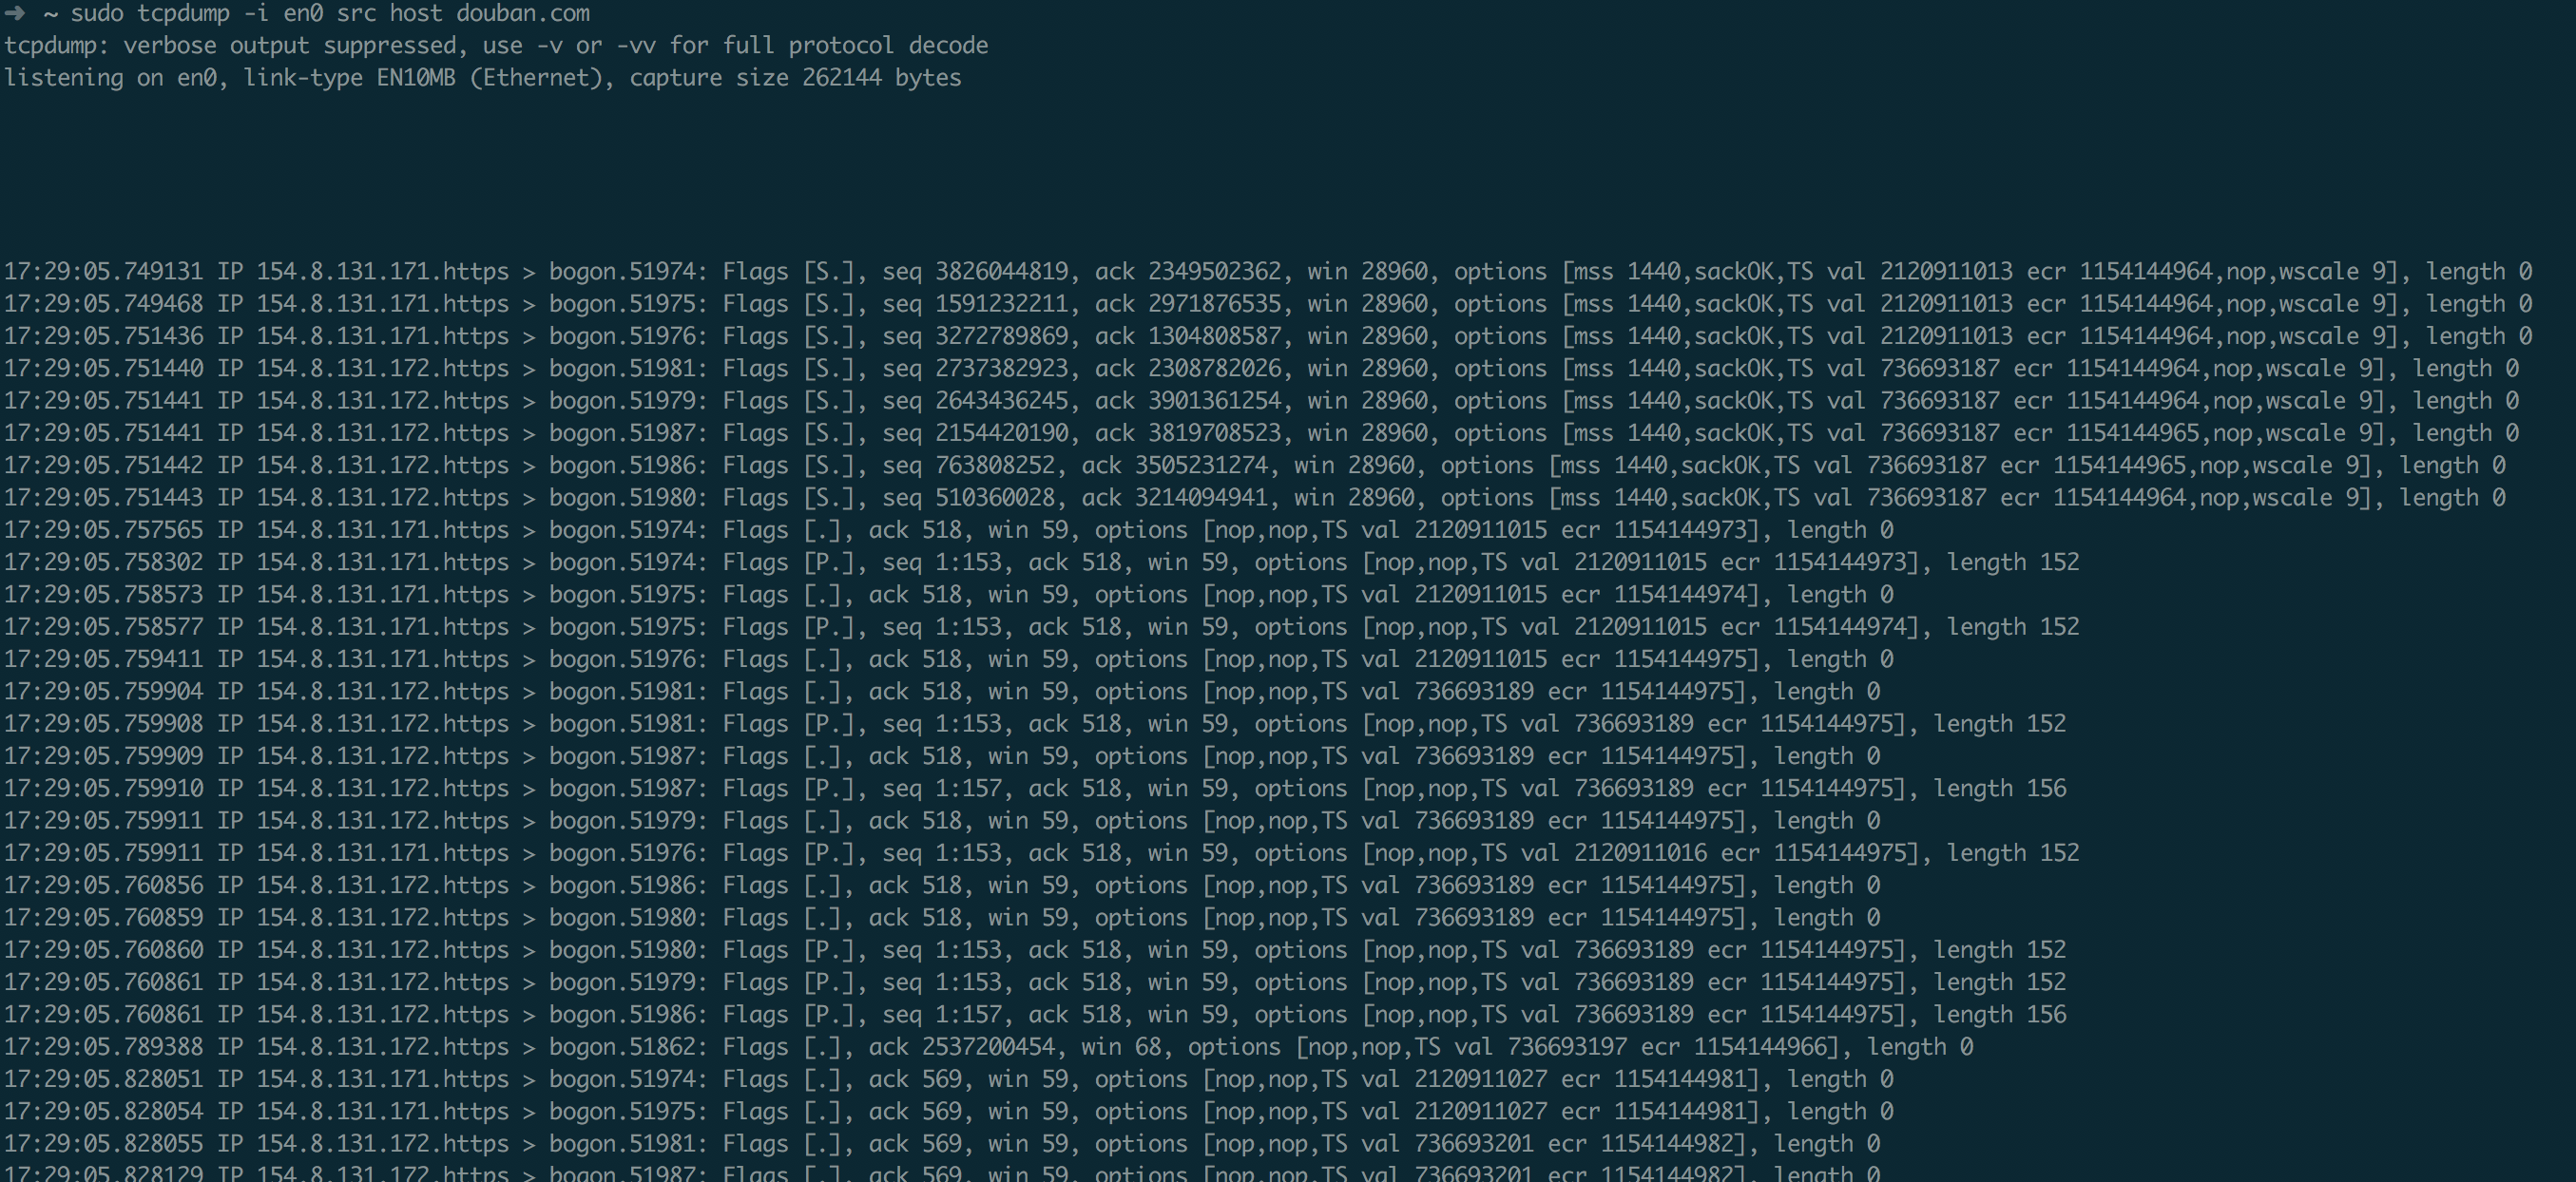 ➜ ~ sudo tcpdump -i en0 src host douban.com
tcpdump: verbose output suppressed, use -v or -vv for full protocol decode
listening on en0, link-type EN10MB (Ethernet), capture size 262144 bytes
17:29:05.749131 IP 154.8.131.171.https > bogon.51974: Flags [S.], seq 3826044819, ack 2349502362, win 28960, options [mss 1440,sackOK,TS val 2120911013 ecr 1154144964,nop,wscale 9], length 0
17:29:05.749468 IP 154.8.131.171.https > bogon.51975: Flags [S.], seq 1591232211, ack 2971876535, win 28960, options [mss 1440,sackOK,TS val 2120911013 ecr 1154144964,nop,wscale 9], length 0
17:29:05.751436 IP 154.8.131.171.https > bogon.51976: Flags [S.], seq 3272789869, ack 1304808587, win 28960, options [mss 1440,sackOK,TS val 2120911013 ecr 1154144964,nop,wscale 9], length 0
17:29:05.751440 IP 154.8.131.172.https > bogon.51981: Flags [S.], seq 2737382923, ack 2308782026, win 28960, options [mss 1440,sackOK,TS val 736693187 ecr 1154144964,nop,wscale 9], length 0
17:29:05.751441 IP 154.8.131.172.https > bogon.51979: Flags [S.], seq 2643436245, ack 3901361254, win 28960, options [mss 1440,sackOK,TS val 736693187 ecr 1154144964,nop,wscale 9], length 0
17:29:05.751441 IP 154.8.131.172.https > bogon.51987: Flags [S.], seq 2154420190, ack 3819708523, win 28960, options [mss 1440,sackOK,TS val 736693187 ecr 1154144965,nop,wscale 9], length 0
17:29:05.751442 IP 154.8.131.172.https > bogon.51986: Flags [S.], seq 763808252, ack 3505231274, win 28960, options [mss 1440,sackOK,TS val 736693187 ecr 1154144965,nop,wscale 9], length 0
17:29:05.751443 IP 154.8.131.172.https > bogon.51980: Flags [S.], seq 510360028, ack 3214094941, win 28960, options [mss 1440,sackOK,TS val 736693187 ecr 1154144964,nop,wscale 9], length 0
17:29:05.757565 IP 154.8.131.171.https > bogon.51974: Flags [.], ack 518, win 59, options [nop,nop,TS val 2120911015 ecr 1154144973], length 0
17:29:05.758302 IP 154.8.131.171.https > bogon.51974: Flags [P.], seq 1:153, ack 518, win 59, options [nop,nop,TS val 2120911015 ecr 1154144973], length 152
17:29:05.758573 IP 154.8.131.171.https > bogon.51975: Flags [.], ack 518, win 59, options [nop,nop,TS val 2120911015 ecr 1154144974], length 0
17:29:05.758577 IP 154.8.131.171.https > bogon.51975: Flags [P.], seq 1:153, ack 518, win 59, options [nop,nop,TS val 2120911015 ecr 1154144974], length 152
17:29:05.759411 IP 154.8.131.171.https > bogon.51976: Flags [.], ack 518, win 59, options [nop,nop,TS val 2120911015 ecr 1154144975], length 0
17:29:05.759904 IP 154.8.131.172.https > bogon.51981: Flags [.], ack 518, win 59, options [nop,nop,TS val 736693189 ecr 1154144975], length 0
17:29:05.759908 IP 154.8.131.172.https > bogon.51981: Flags [P.], seq 1:153, ack 518, win 59, options [nop,nop,TS val 736693189 ecr 1154144975], length 152
17:29:05.759909 IP 154.8.131.172.https > bogon.51987: Flags [.], ack 518, win 59, options [nop,nop,TS val 736693189 ecr 1154144975], length 0
17:29:05.759910 IP 154.8.131.172.https > bogon.51987: Flags [P.], seq 1:157, ack 518, win 59, options [nop,nop,TS val 736693189 ecr 1154144975], length 156
17:29:05.759911 IP 154.8.131.172.https > bogon.51979: Flags [.], ack 518, win 59, options [nop,nop,TS val 736693189 ecr 1154144975], length 0
17:29:05.759911 IP 154.8.131.171.https > bogon.51976: Flags [P.], seq 1:153, ack 518, win 59, options [nop,nop,TS val 2120911016 ecr 1154144975], length 152
17:29:05.760856 IP 154.8.131.172.https > bogon.51986: Flags [.], ack 518, win 59, options [nop,nop,TS val 736693189 ecr 1154144975], length 0
17:29:05.760859 IP 154.8.131.172.https > bogon.51980: Flags [.], ack 518, win 59, options [nop,nop,TS val 736693189 ecr 1154144975], length 0
17:29:05.760860 IP 154.8.131.172.https > bogon.51980: Flags [P.], seq 1:153, ack 518, win 59, options [nop,nop,TS val 736693189 ecr 1154144975], length 152
17:29:05.760861 IP 154.8.131.172.https > bogon.51979: Flags [P.], seq 1:153, ack 518, win 59, options [nop,nop,TS val 736693189 ecr 1154144975], length 152
17:29:05.760861 IP 154.8.131.172.https > bogon.51986: Flags [P.], seq 1:157, ack 518, win 59, options [nop,nop,TS val 736693189 ecr 1154144975], length 156
17:29:05.789388 IP 154.8.131.172.https > bogon.51862: Flags [.], ack 2537200454, win 68, options [nop,nop,TS val 736693197 ecr 1154144966], length 0
17:29:05.828051 IP 154.8.131.171.https > bogon.51974: Flags [.], ack 569, win 59, options [nop,nop,TS val 2120911027 ecr 1154144981], length 0
17:29:05.828054 IP 154.8.131.171.https > bogon.51975: Flags [.], ack 569, win 59, options [nop,nop,TS val 2120911027 ecr 1154144981], length 0
17:29:05.828055 IP 154.8.131.172.https > bogon.51981: Flags [.], ack 569, win 59, options [nop,nop,TS val 736693201 ecr 1154144982], length 0
17:29:05.828129 IP 154.8.131.172.https > bogon.51987: Flags [.], ack 569, win 59, options [nop,nop,TS val 736693201 ecr 1154144982], length 0